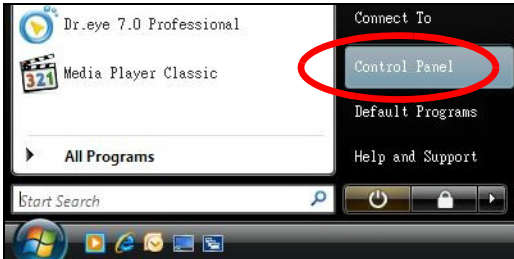 Dr.eye 7.0 Professional
321
Media Player Classic
All Programs
Start Search
Connect To
Control Panel
Default Programs
Help and Support